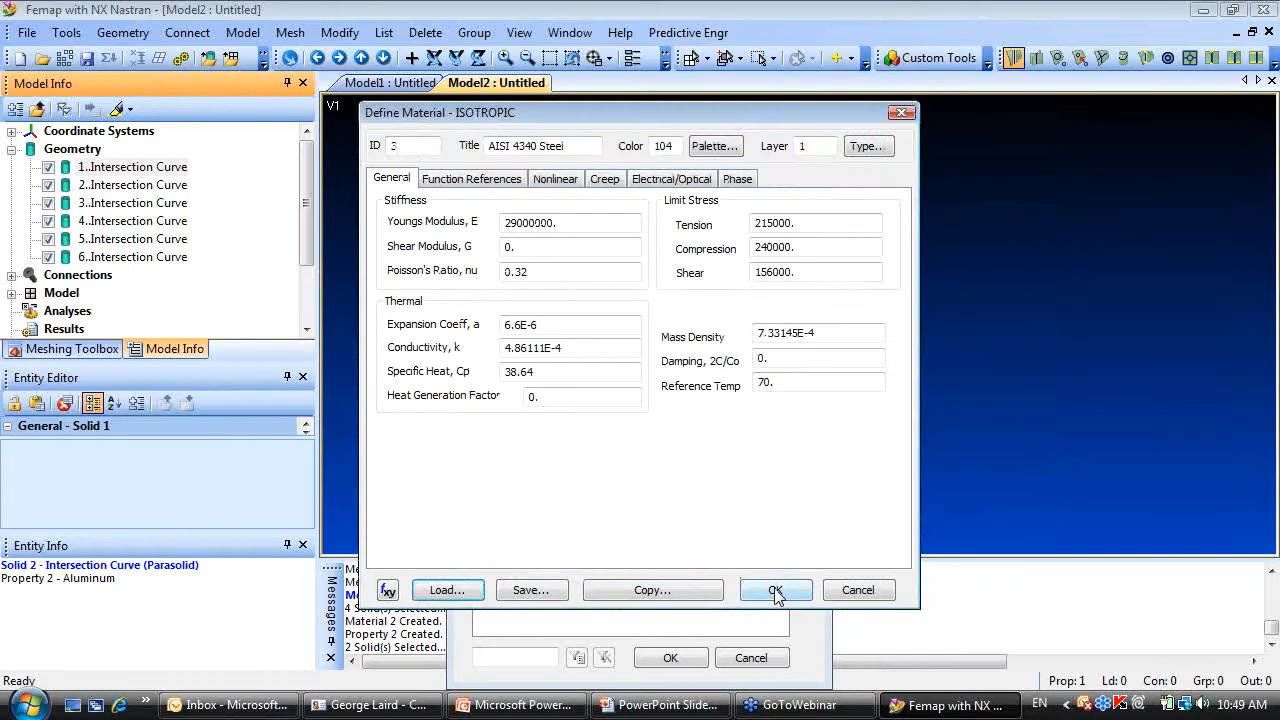 Femap with NX Nastran - [Model2 : Untitled]
File Tools Geometry Connect Model Mesh Modify List Delete Group View Window Help Predictive Engr
Custom Tools
Model Info
Model1 : Untitled Model2 : Untitled
V1
Coordinate Systems
Geometry
1..Intersection Curve
2..Intersection Curve
3..Intersection Curve
4..Intersection Curve
5..Intersection Curve
6..Intersection Curve
Connections
Model
Analyses
Results
Meshing Toolbox Model Info
Entity Editor
General - Solid 1
Entity Info
Solid 2 - Intersection Curve (Parasolid)
Property 2 - Aluminum
Define Material - ISOTROPIC
ID 3 Title AISI 4340 Steel Color 104 Palette... Layer 1 Type...
General Function References Nonlinear Creep Electrical/Optical Phase
Stiffness
Youngs Modulus, E 29000000.
Shear Modulus, G 0.
Poisson's Ratio, nu 0.32
Limit Stress
Tension 215000.
Compression 240000.
Shear 156000.
Thermal
Expansion Coeff, a 6.6E-6
Conductivity, k 4.86111E-4
Specific Heat, Cp 38.64
Heat Generation Factor 0.
Mass Density 7.33145E-4
Damping, 2C/Co 0.
Reference Temp 70.
fxy Load... Save... Copy... OK Cancel
Messages
4 Solid(s) Selected...
Material 2 Created.
Property 2 Created.
2 Solid(s) Selected...
OK Cancel
Ready
Prop: 1 Ld: 0 Con: 0 Grp: 0 Out: 0
Inbox - Microsoft... George Laird - C... Microsoft Power... PowerPoint Slide... GoToWebinar Femap with NX ... EN 10:49 AM